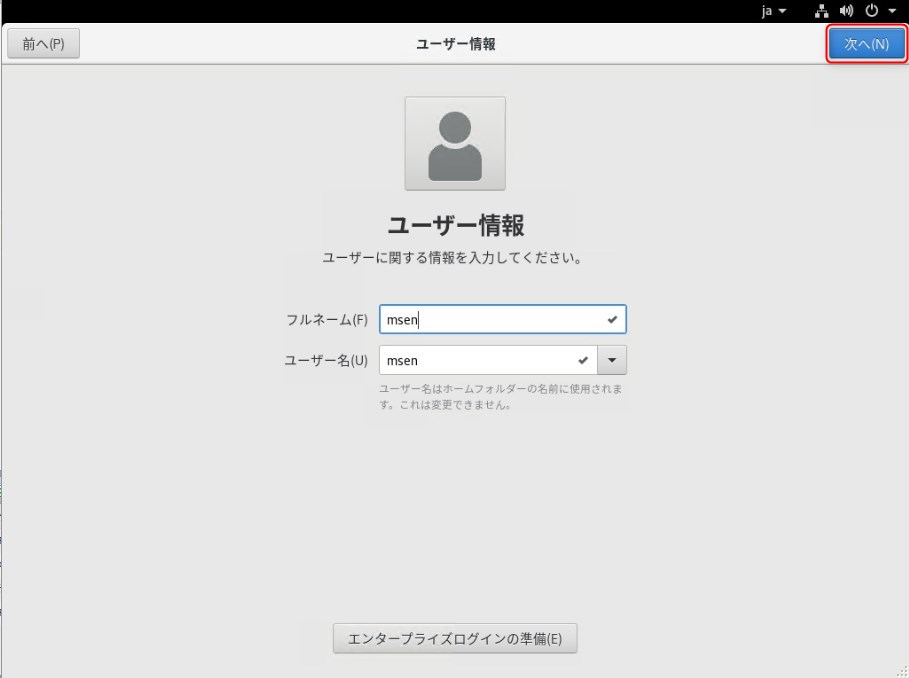 ja
前へ(P)
ユーザー情報
次へ(N)
ユーザー情報
ユーザーに関する情報を入力してください。
フルネーム(F)
msen
ユーザー名(U)
msen
ユーザー名はホームフォルダーの名前に使用されま
す。これは変更できません。
エンタープライズログインの準備(E)